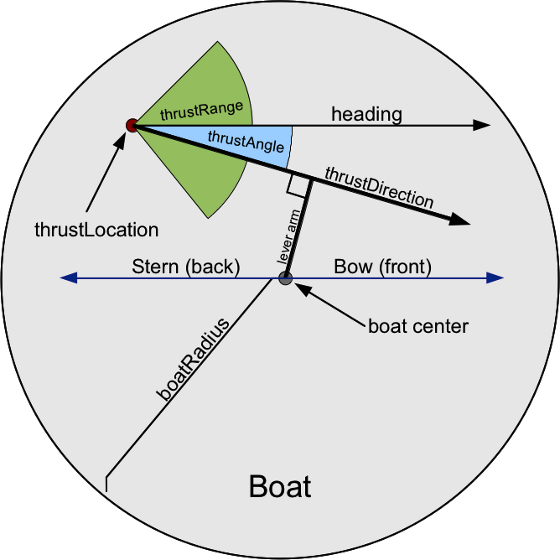 thrustRange
heading
thrustAngle
thrustDirection
thrustLocation
lever arm
Stern (back)
Bow (front)
boat center
boatRadius
Boat